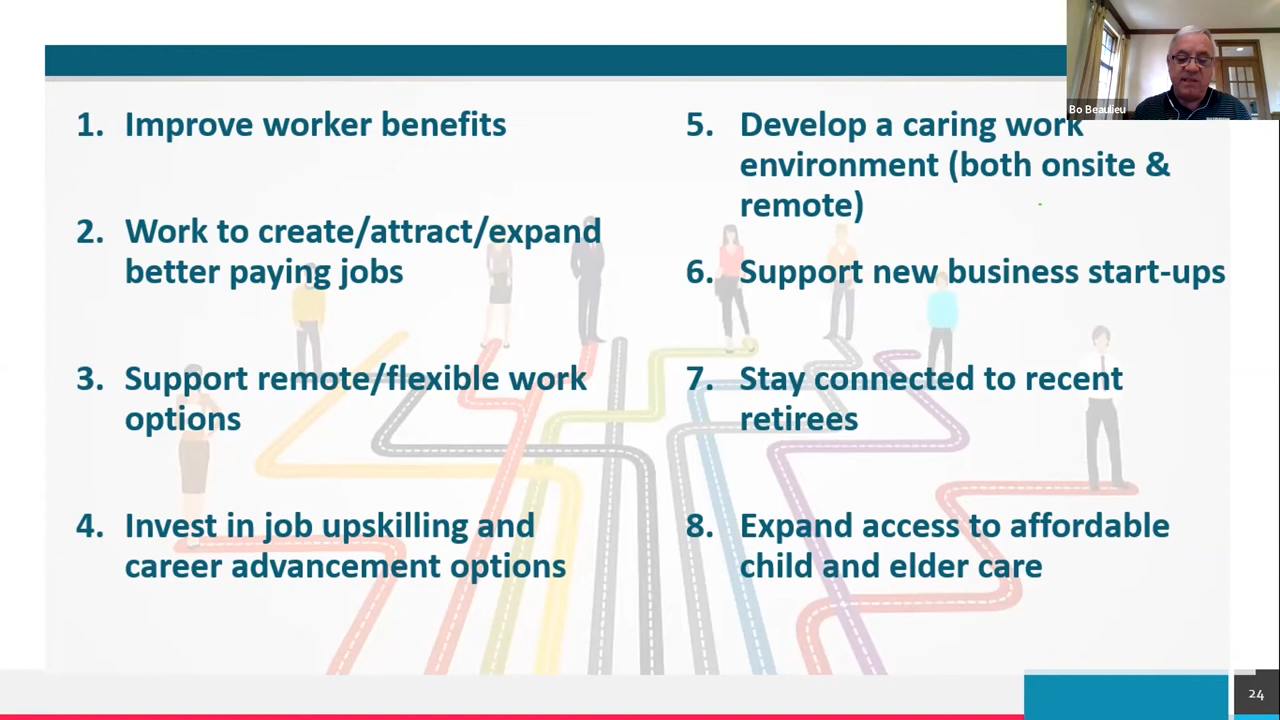 1. Improve worker benefits
2. Work to create/attract/expand
better paying jobs
3. Support remote/flexible work
options
4. Invest in job upskilling and
career advancement options
5. Develop a caring work
environment (both onsite &
remote)
6. Support new business start-ups
7. Stay connected to recent
retirees
8. Expand access to affordable
child and elder care
Bo Beaulieu
24